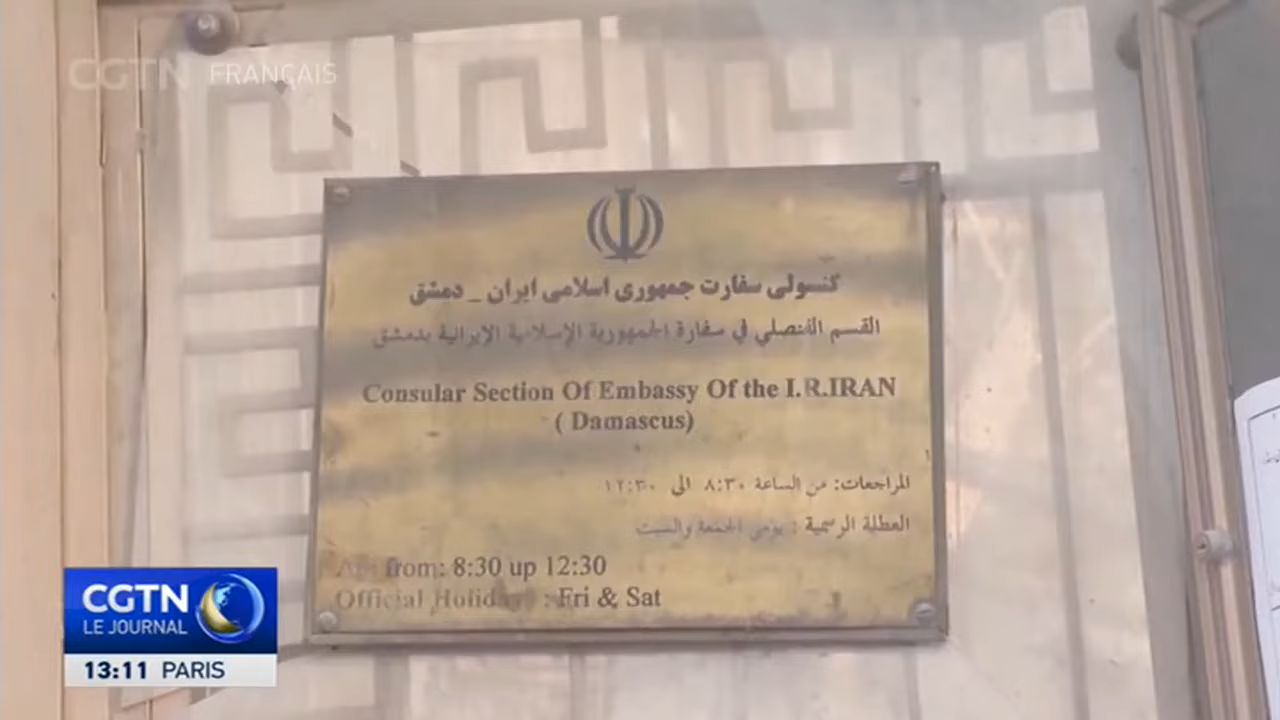 CGTN FRANÇAIS
کنسولی سفارت جمهوری اسلامی ایران _ دمشق
القسم القنصلي في سفارة الجمهورية الإسلامية الإيرانية بدمشق
Consular Section Of Embassy Of the I.R.IRAN
( Damascus)
المراجعات: من الساعة ٨:٣٠ الى ١٢:٣٠
العطلة الرسمية : يومي الجمعة والسبت
from: 8:30 up 12:30
Official Holidays : Fri & Sat
CGTN
LE JOURNAL
13:11 PARIS